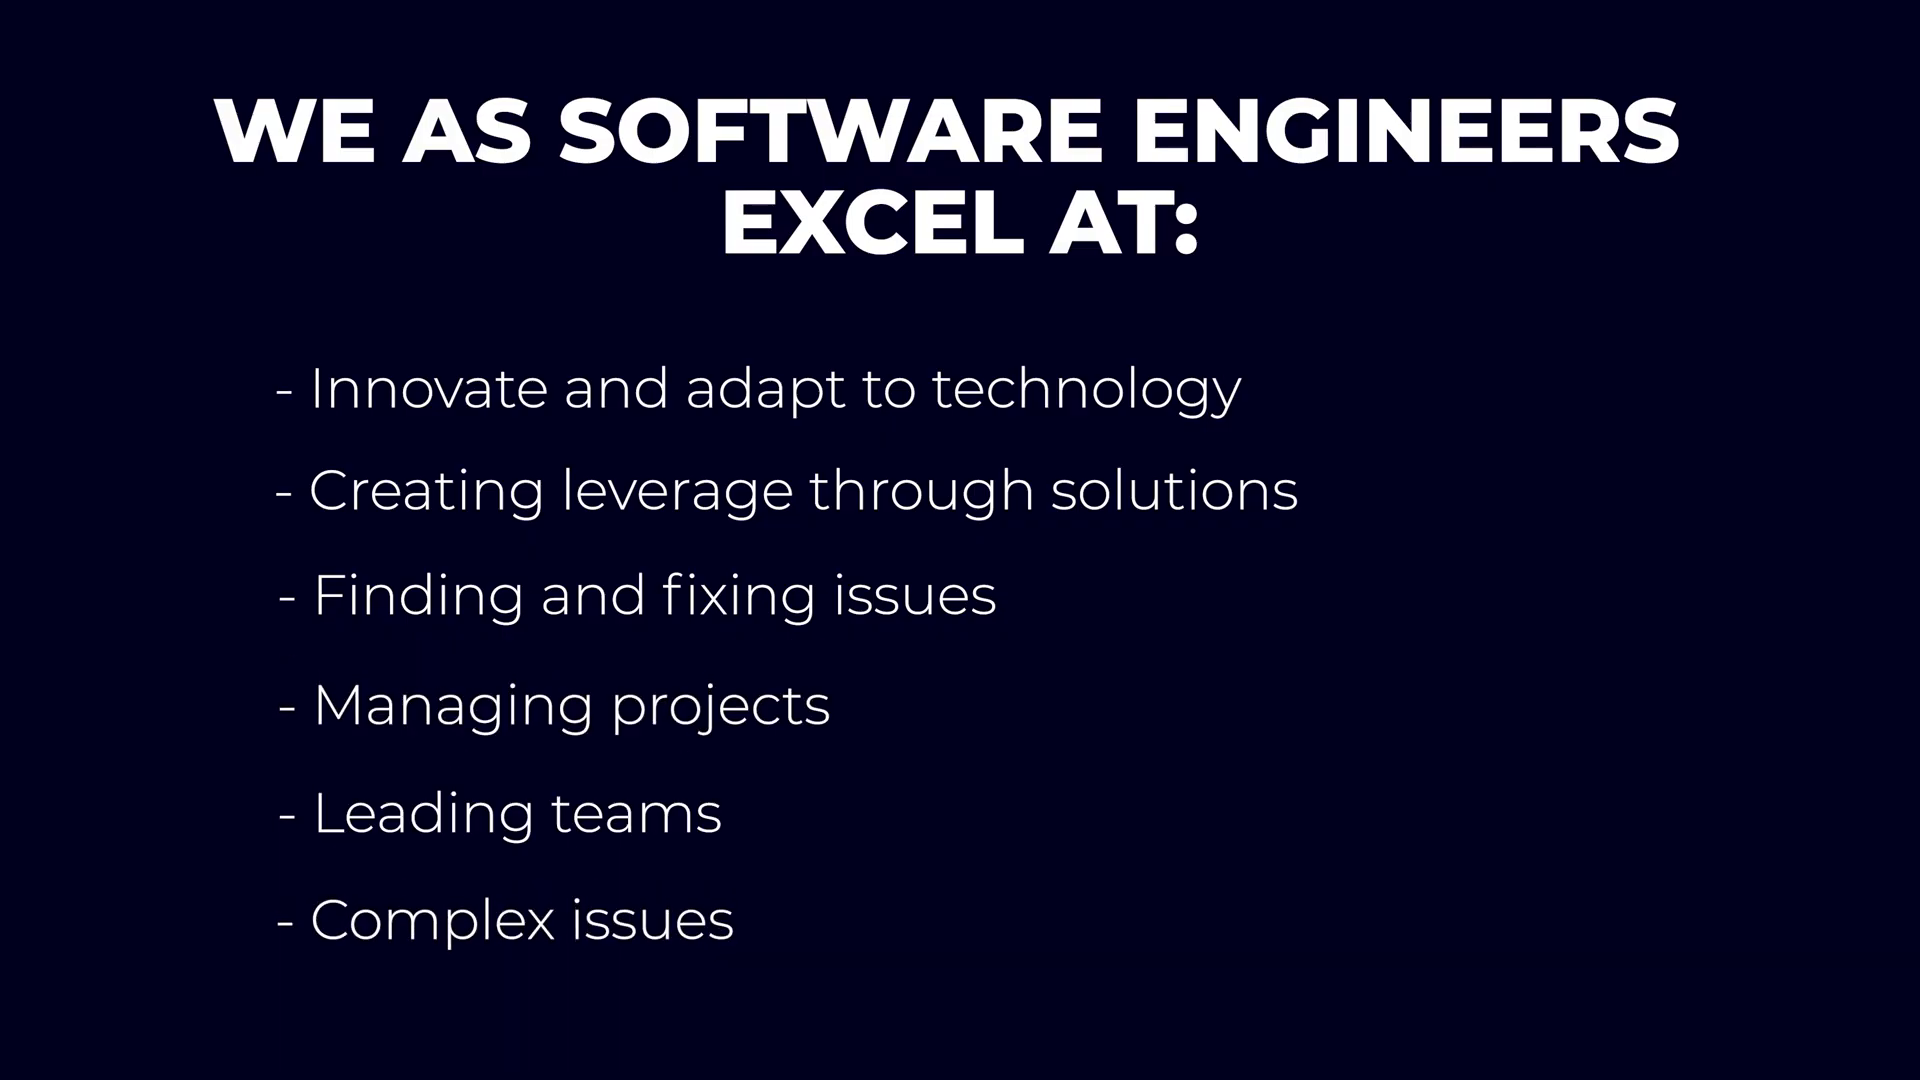 WE AS SOFTWARE ENGINEERS
EXCEL AT:
- Innovate and adapt to technology
- Creating leverage through solutions
- Finding and fixing issues
- Managing projects
- Leading teams
- Complex issues